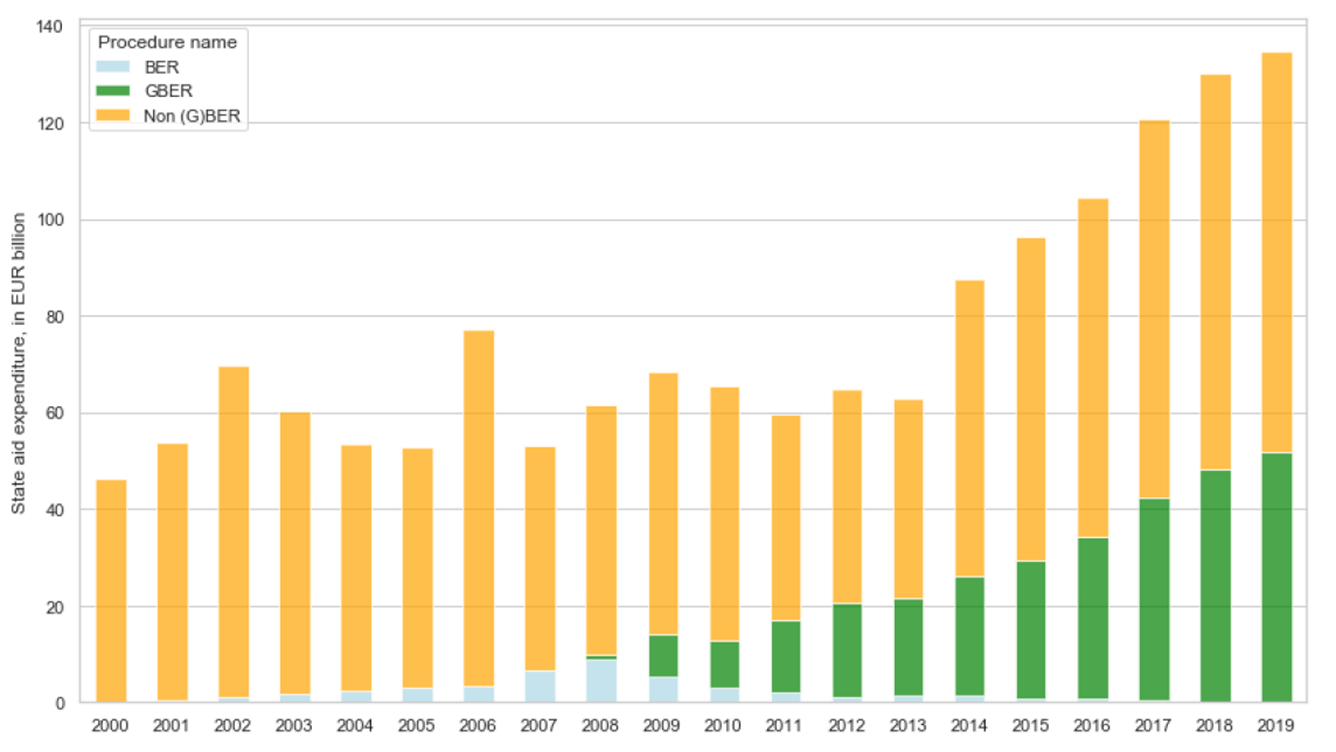 Procedure name
BER
GBER
Non (G)BER
State aid expenditure, in EUR billion
140
120
100
80
60
40
20
0
2000 2001 2002 2003 2004 2005 2006 2007 2008 2009 2010 2011 2012 2013 2014 2015 2016 2017 2018 2019